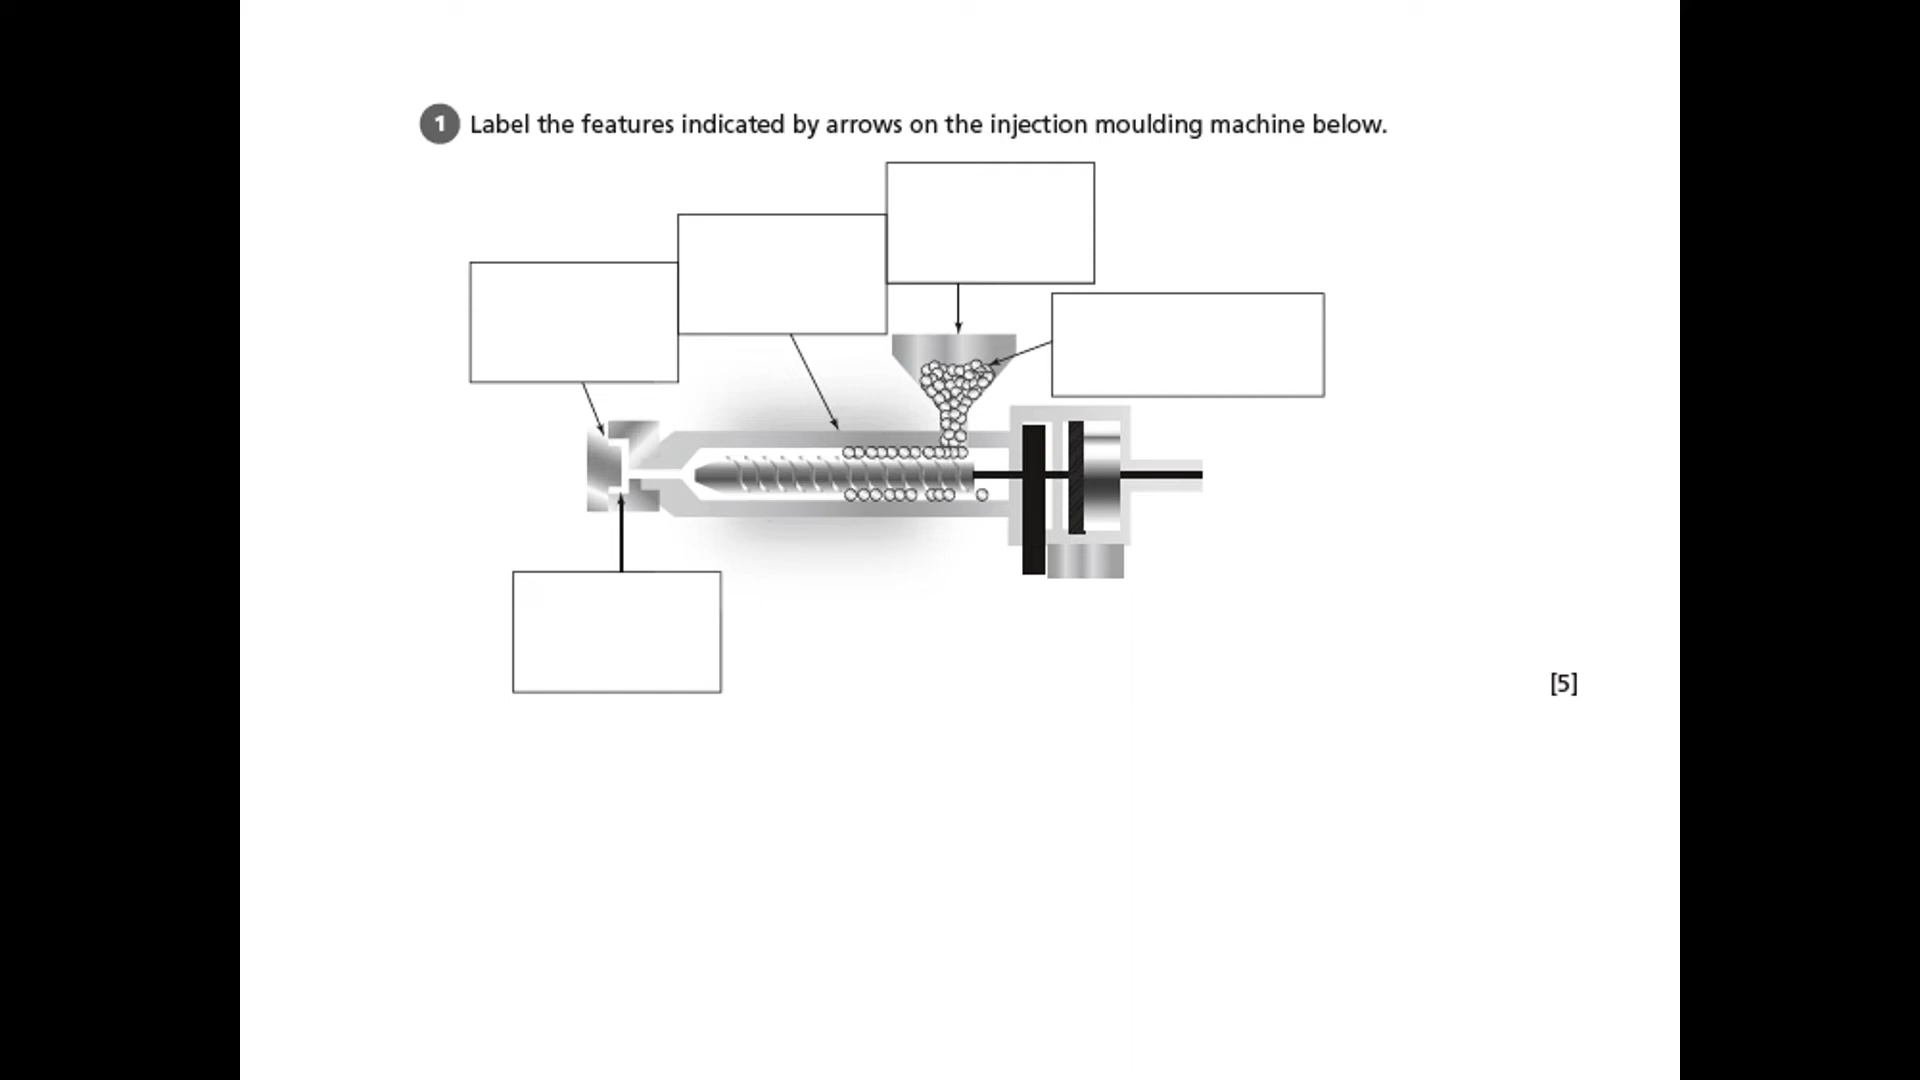 1 Label the features indicated by arrows on the injection moulding machine below.
[5]